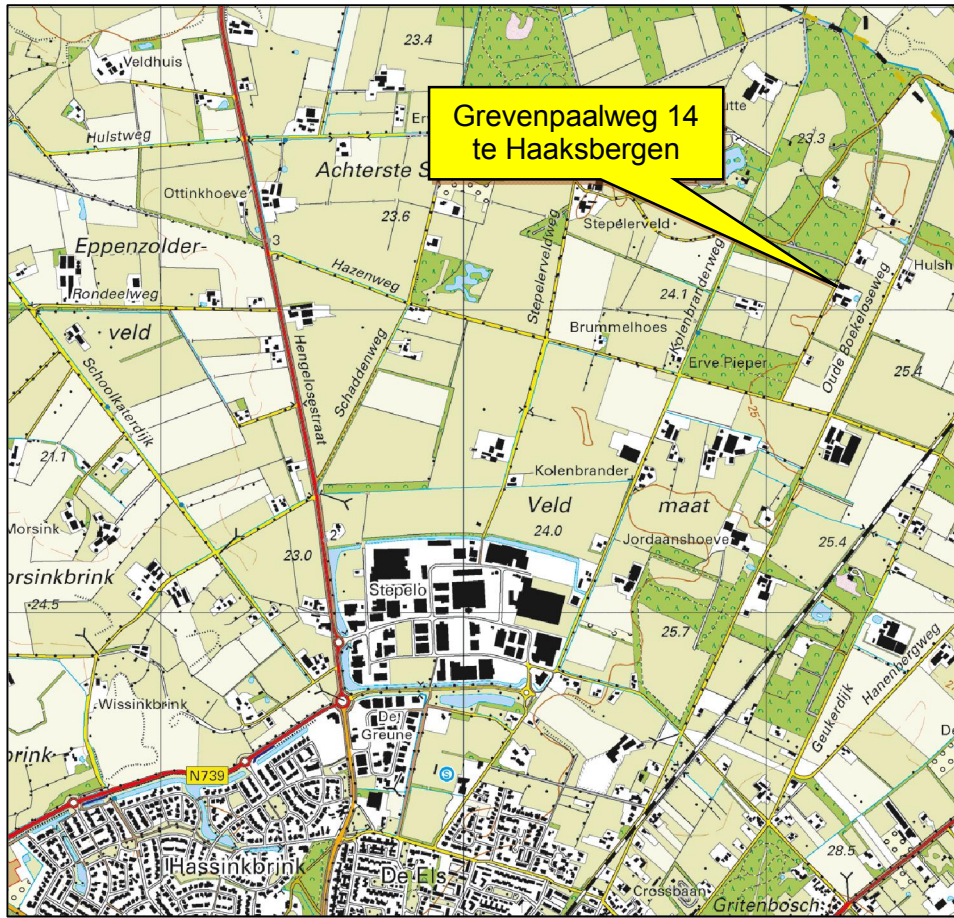 23.4
Veldhuis
Hulstweg
Grevenpaalweg 14
te Haaksbergen
23.3
Achterste S
Ottinkhoeve
23.6
Stepelerveld
Eppenzolder-
3
Hazenweg
Stepelerveldweg
Kolenbranderweg
24.1
Oude Boekeloseweg
Hulsh
Rondeelweg
veld
Hengelosestraat
Brummelhoes
Erve Pieper
25.4
Schoolkaterdijk
Schaddenweg
25
21.1
Kolenbrander
Morsink
Veld
maat
24.0
23.0
2
Jordaanshoeve
25.4
orsinkbrink
24.5
Stepelo
25.7
Hanenbergweg
Geukerdijk
Wissinkbrink
De
Greune
De
brink
N739
I
S
Hassinkbrink
De Els
28.5
Crossbaan
Gritenbosch